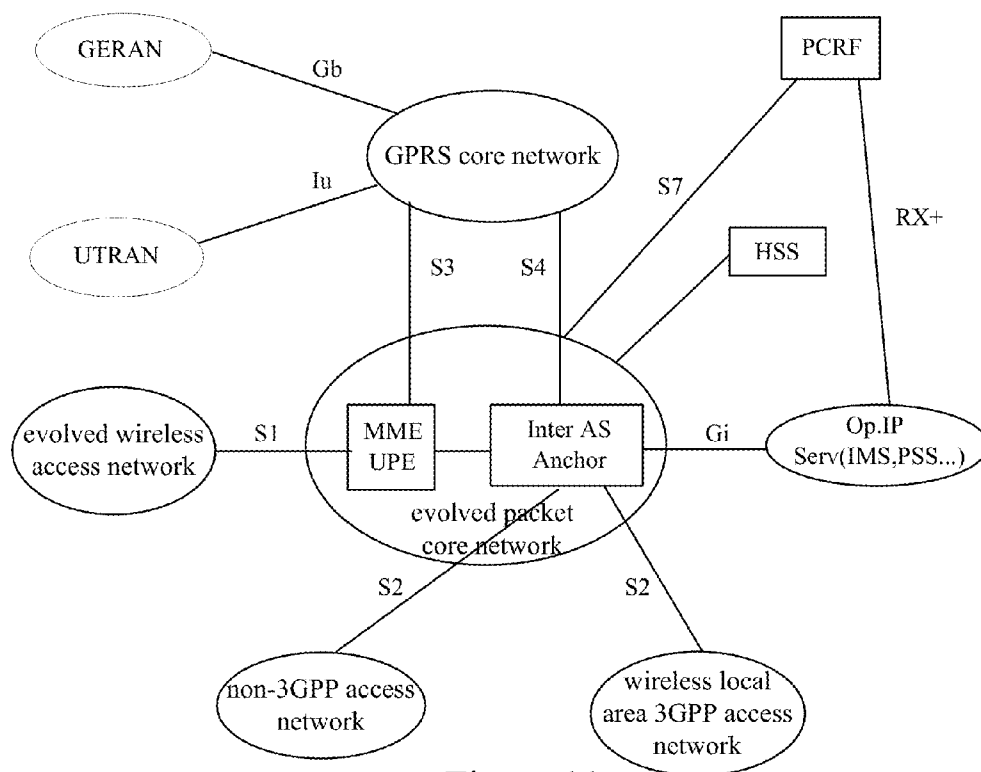 GERAN
PCRF
Gb
GPRS core network
Iu
S7
RX+
UTRAN
HSS
S3
S4
evolved wireless
access network
S1
MME
UPE
Inter AS
Anchor
Gi
Op.IP
Serv(IMS,PSS...)
evolved packet
core network
S2
S2
non-3GPP access
network
wireless local
area 3GPP access
network